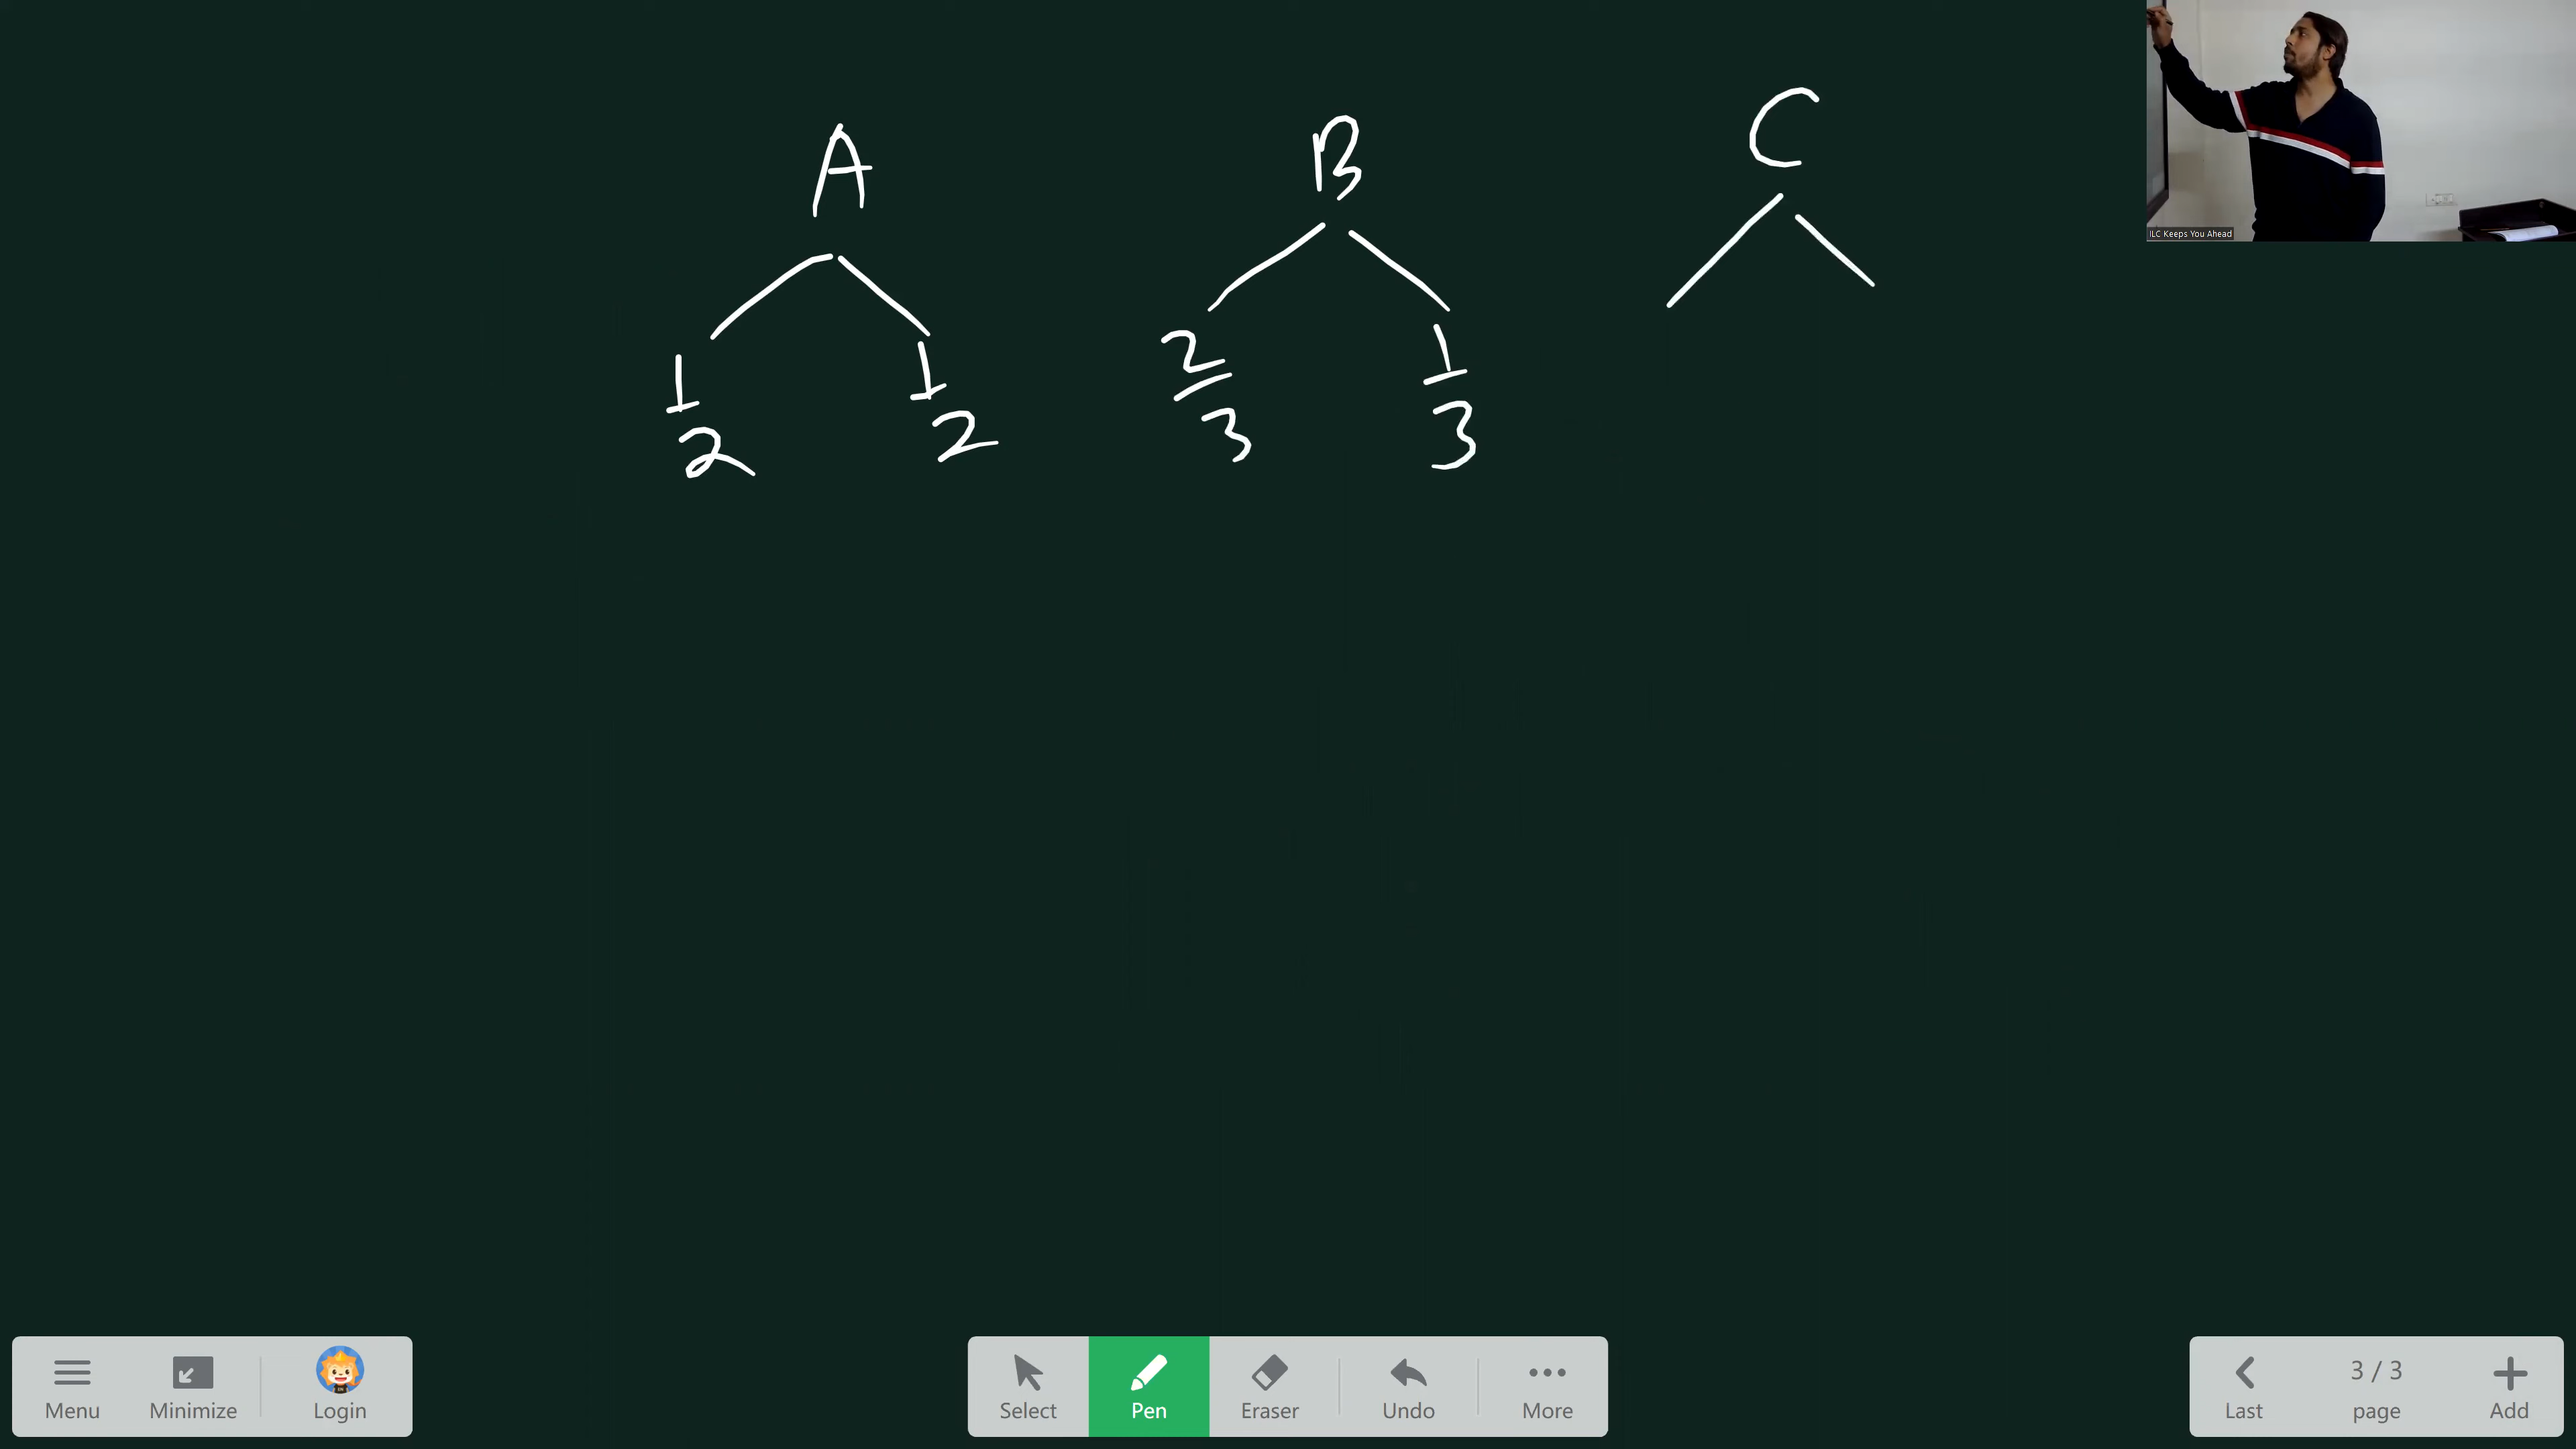 A B C
1/2 1/2 2/3 1/3
ILC Keeps You Ahead
Menu Minimize Login Select Pen Eraser Undo More Last 3 / 3 page Add